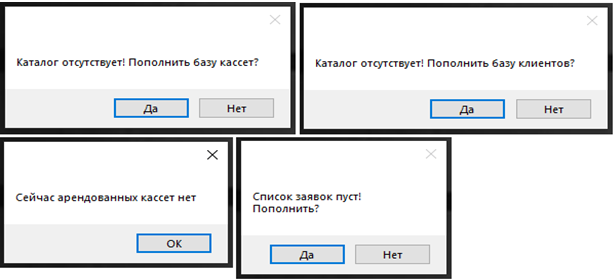 Каталог отсутствует! Пополнить базу кассет?
Да
Нет
Каталог отсутствует! Пополнить базу клиентов?
Да
Нет
Сейчас арендованных кассет нет
ОК
Список заявок пуст!
Пополнить?
Да
Нет